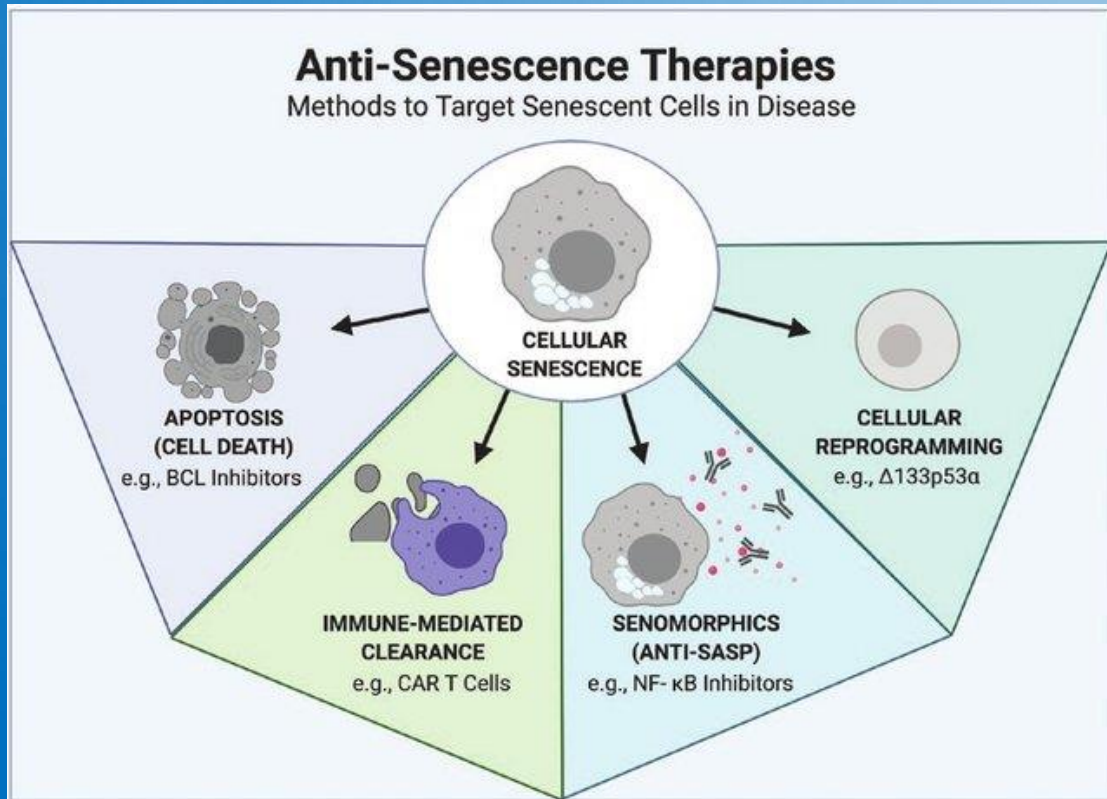 Anti-Senescence Therapies
Methods to Target Senescent Cells in Disease
CELLULAR
SENESCENCE
APOPTOSIS
(CELL DEATH)
e.g., BCL Inhibitors
IMMUNE-MEDIATED
CLEARANCE
e.g., CAR T Cells
SENOMORPHICS
(ANTI-SASP)
e.g., NF- κB Inhibitors
CELLULAR
REPROGRAMMING
e.g., Δ133p53α